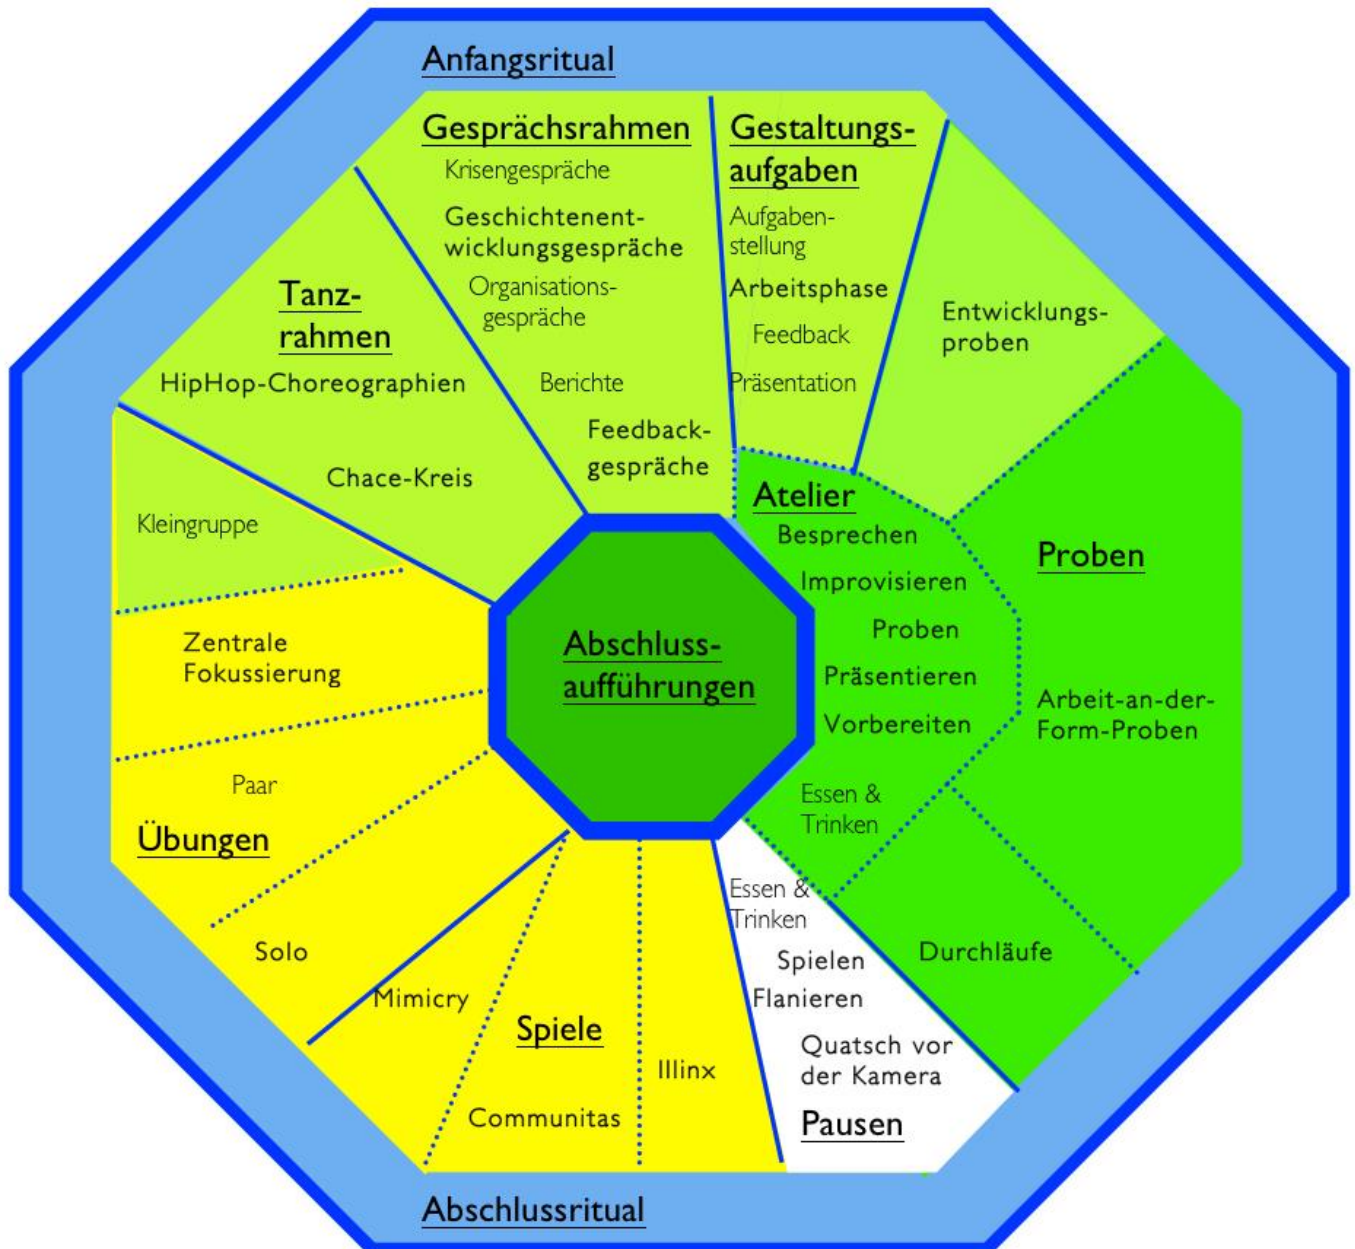 Anfangsritual
Gesprächsrahmen
Krisengespräche
Geschichtenent-
wicklungsgespräche
Organisations-
gespräche
Berichte
Feedback-
gespräche
Gestaltungs-
aufgaben
Aufgaben-
stellung
Arbeitsphase
Feedback
Präsentation
Entwicklungs-
proben
Tanz-
rahmen
HipHop-Choreographien
Chace-Kreis
Kleingruppe
Zentrale
Fokussierung
Paar
Übungen
Solo
Abschluss-
aufführungen
Atelier
Besprechen
Improvisieren
Proben
Präsentieren
Vorbereiten
Essen &
Trinken
Proben
Arbeit-an-der-
Form-Proben
Durchläufe
Mimicry
Spiele
Communitas
Illinx
Essen &
Trinken
Spielen
Flanieren
Quatsch vor
der Kamera
Pausen
Abschlussritual